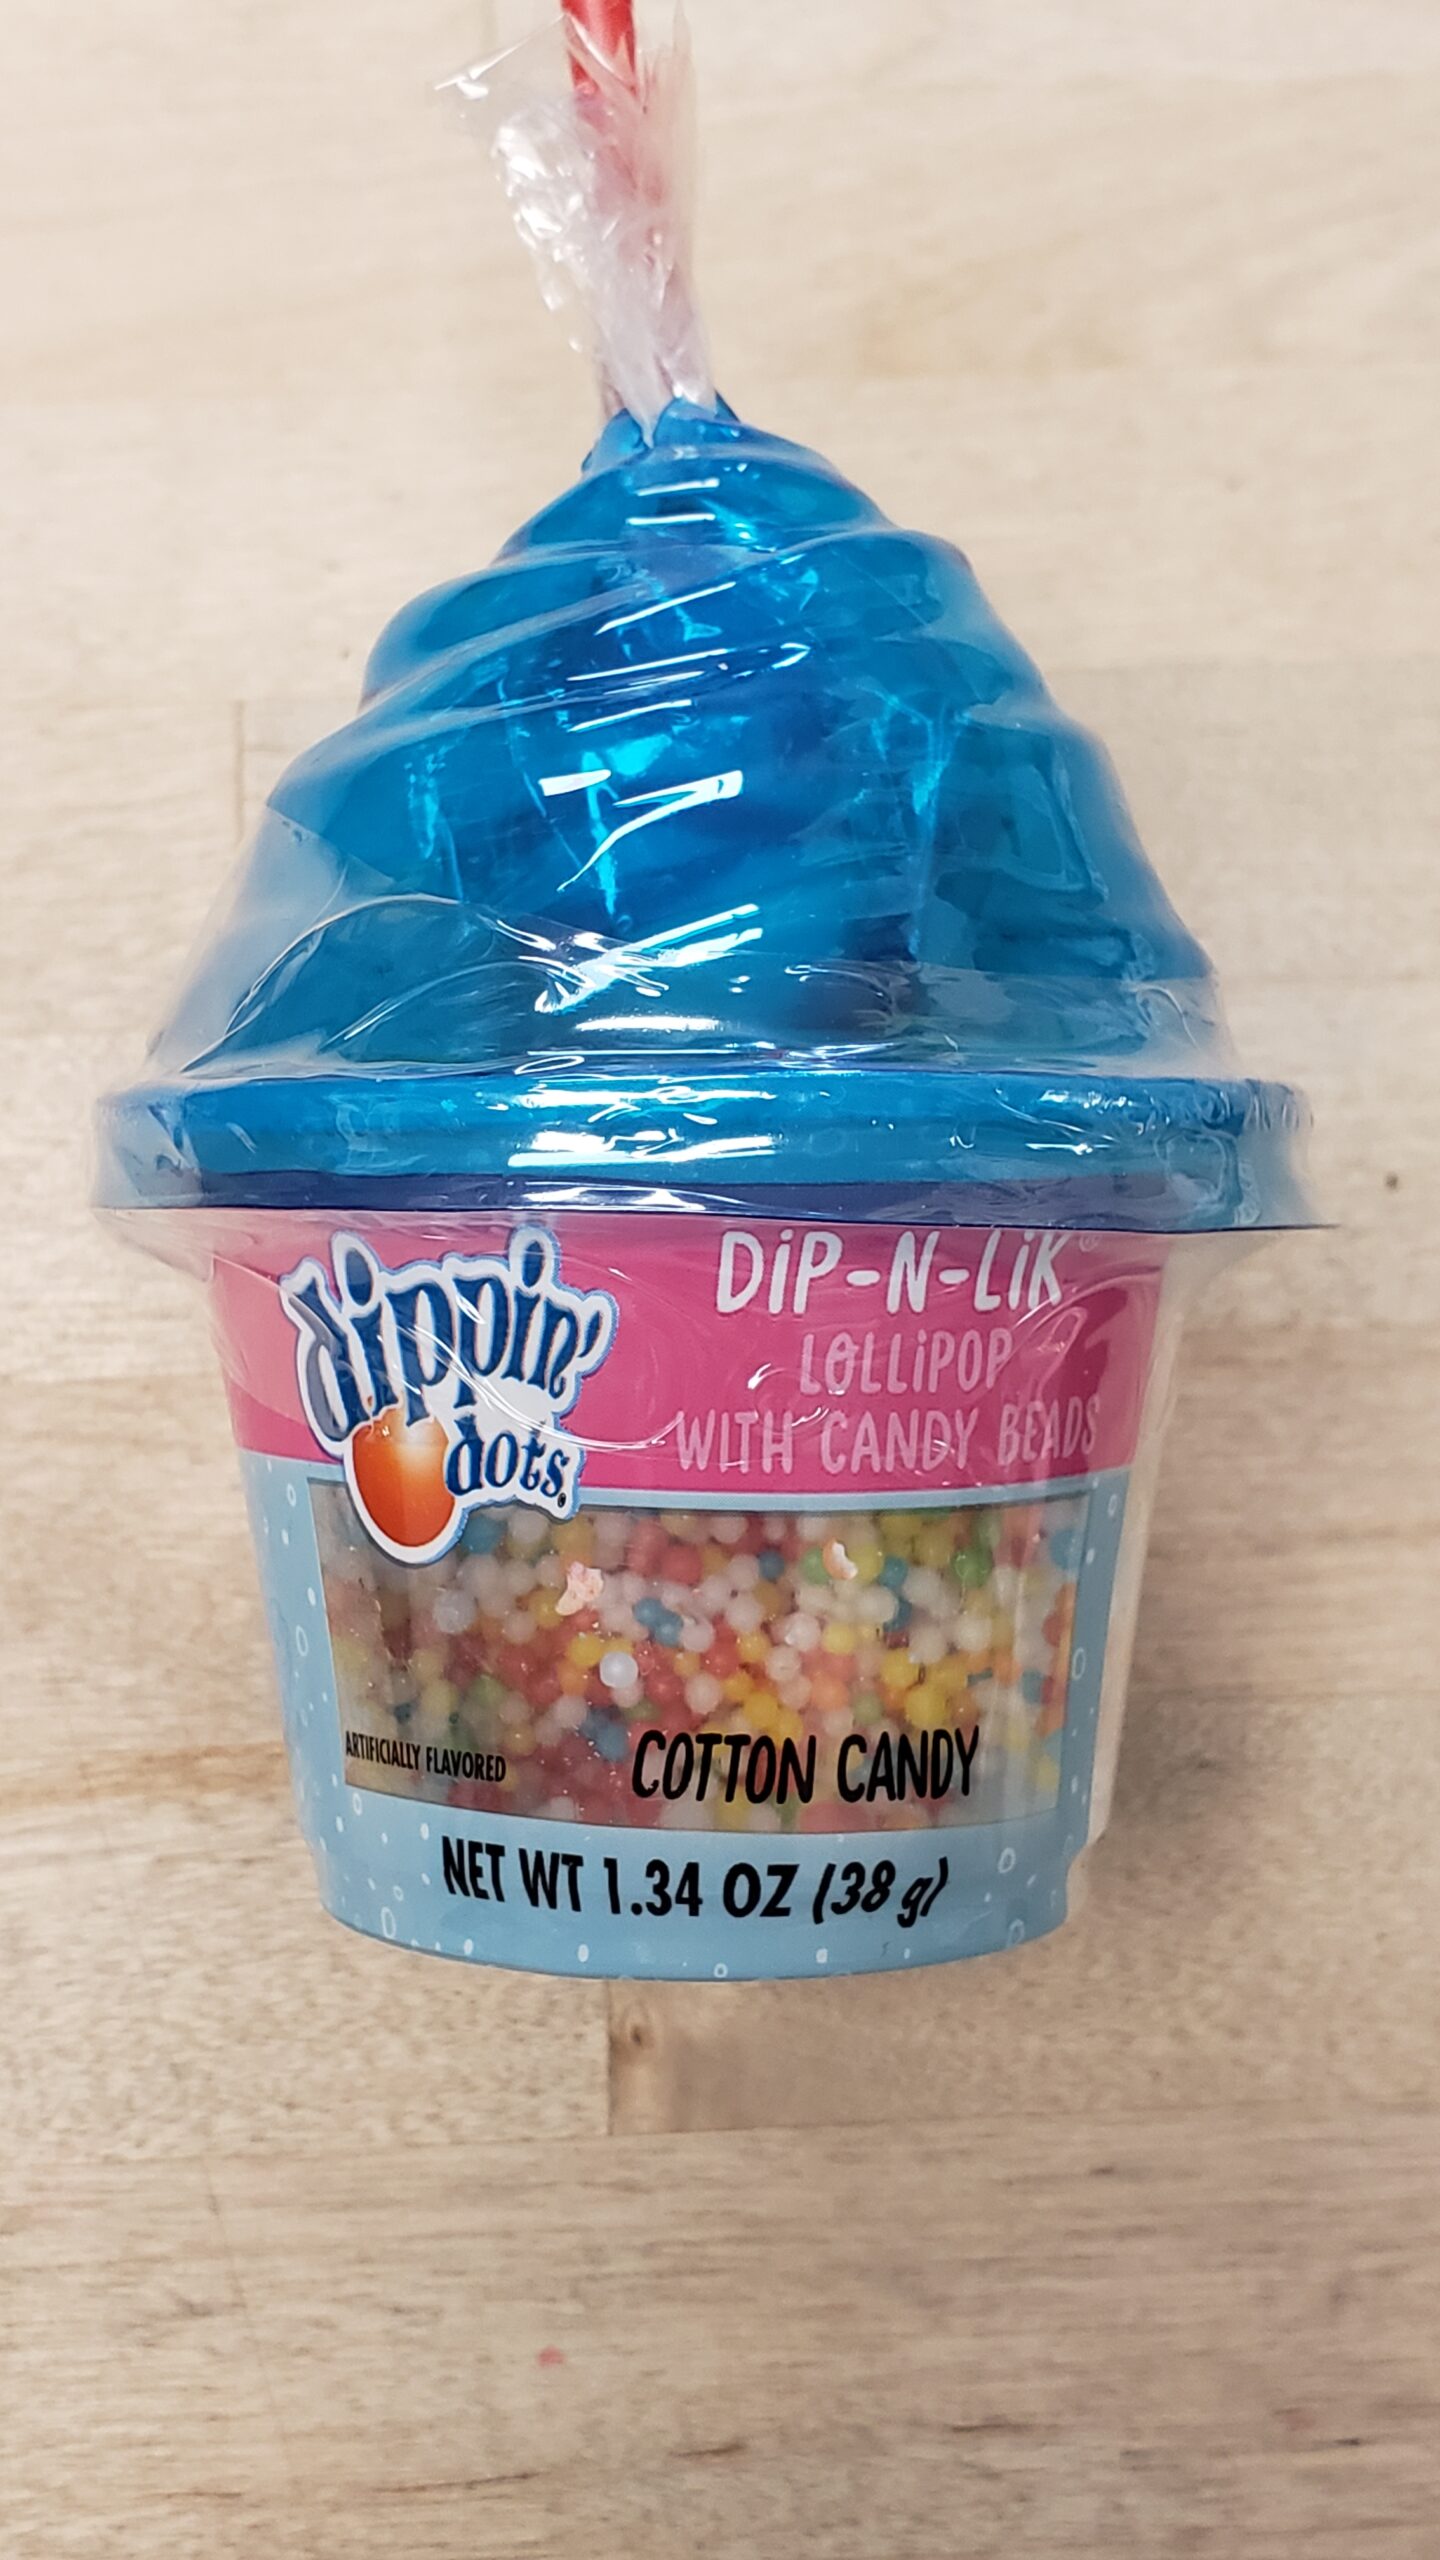 dippin'
dots®
DiP-N-LiK®
LOLLiPOP
WITH CANDY BEADS
ARTIFICIALLY FLAVORED
COTTON CANDY
NET WT 1.34 OZ (38 g)